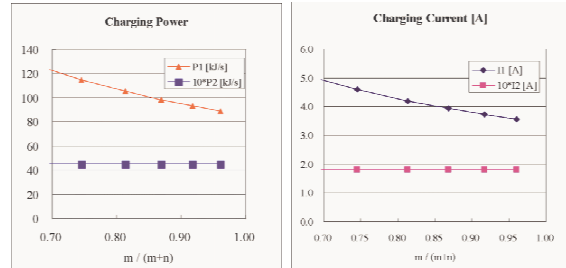 Charging Power
140
120
100
80
60
40
20
0
P1 [kJ/s]
10*P2 [kJ/s]
0.70 0.80 0.90 1.00
m / (m+n)
Charging Current [A]
6.0
5.0
4.0
3.0
2.0
1.0
0.0
I1 [A]
10*I2 [A]
0.70 0.75 0.80 0.85 0.90 0.95 1.00
m / (m+n)